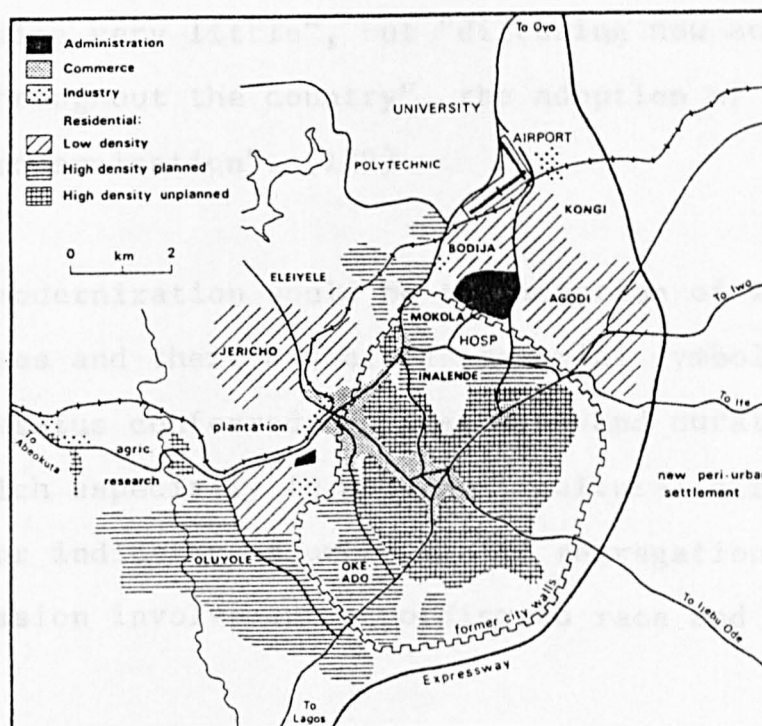 Administration
Commerce
Industry
Residential:
Low density
High density planned
High density unplanned
0 km 2
To Oyo
UNIVERSITY
AIRPORT
POLYTECHNIC
KONGI
BODIJA
ELEIYELE
To Iwo
AGODI
MOKOLA
HOSP
JERICHO
INALENDE
To Ife
plantation
To Abeokuta
agric.
research
peri-urban
settlement
OLUYOLE
OKE-
ADO
former city walls
To Ijebu Ode
Expressway
To
Lagos